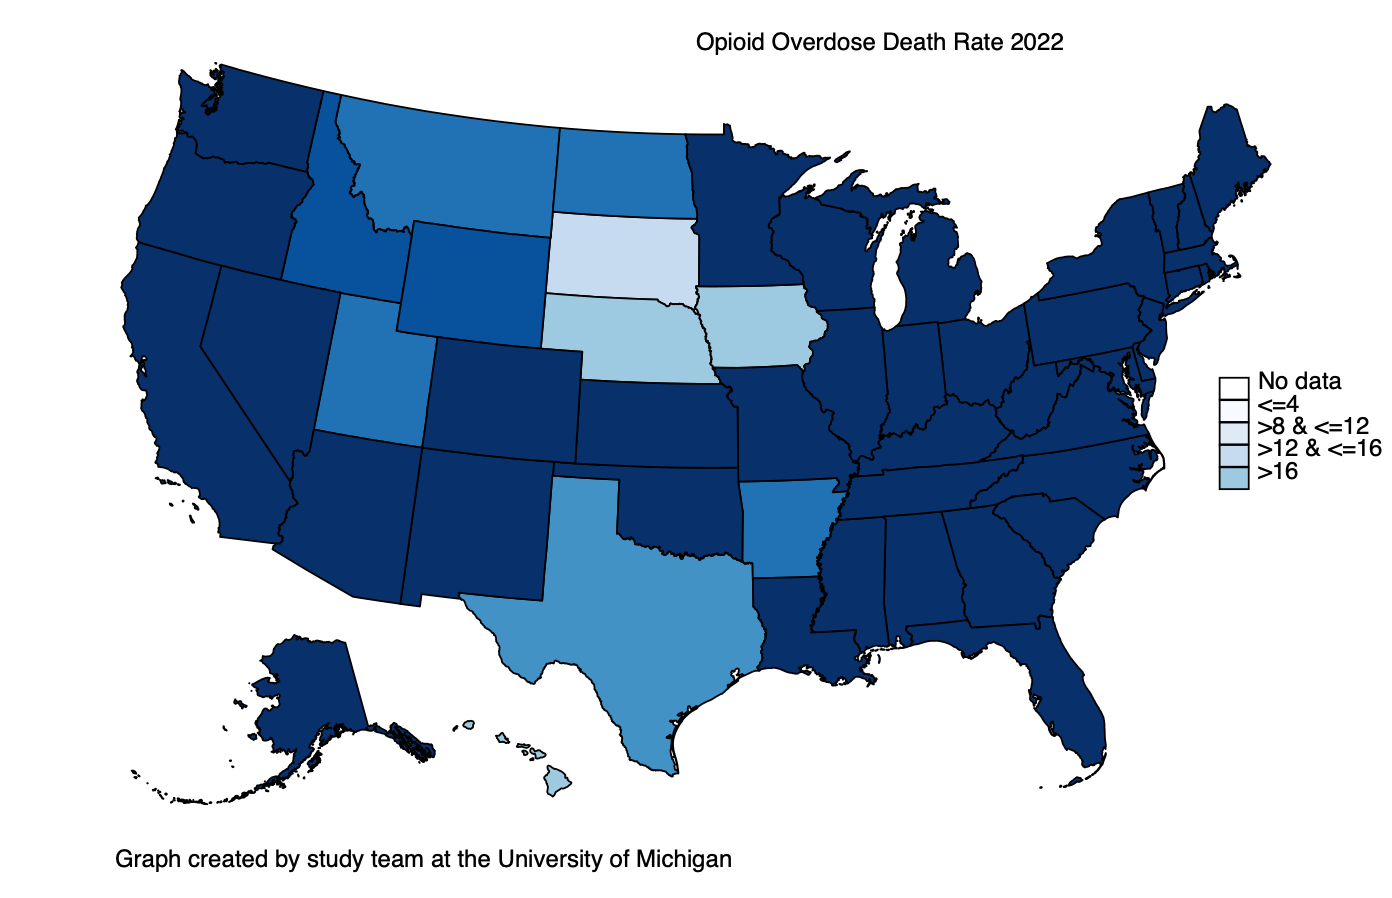 Opioid Overdose Death Rate 2022
No data
<=4
>8 & <=12
>12 & <=16
>16
Graph created by study team at the University of Michigan